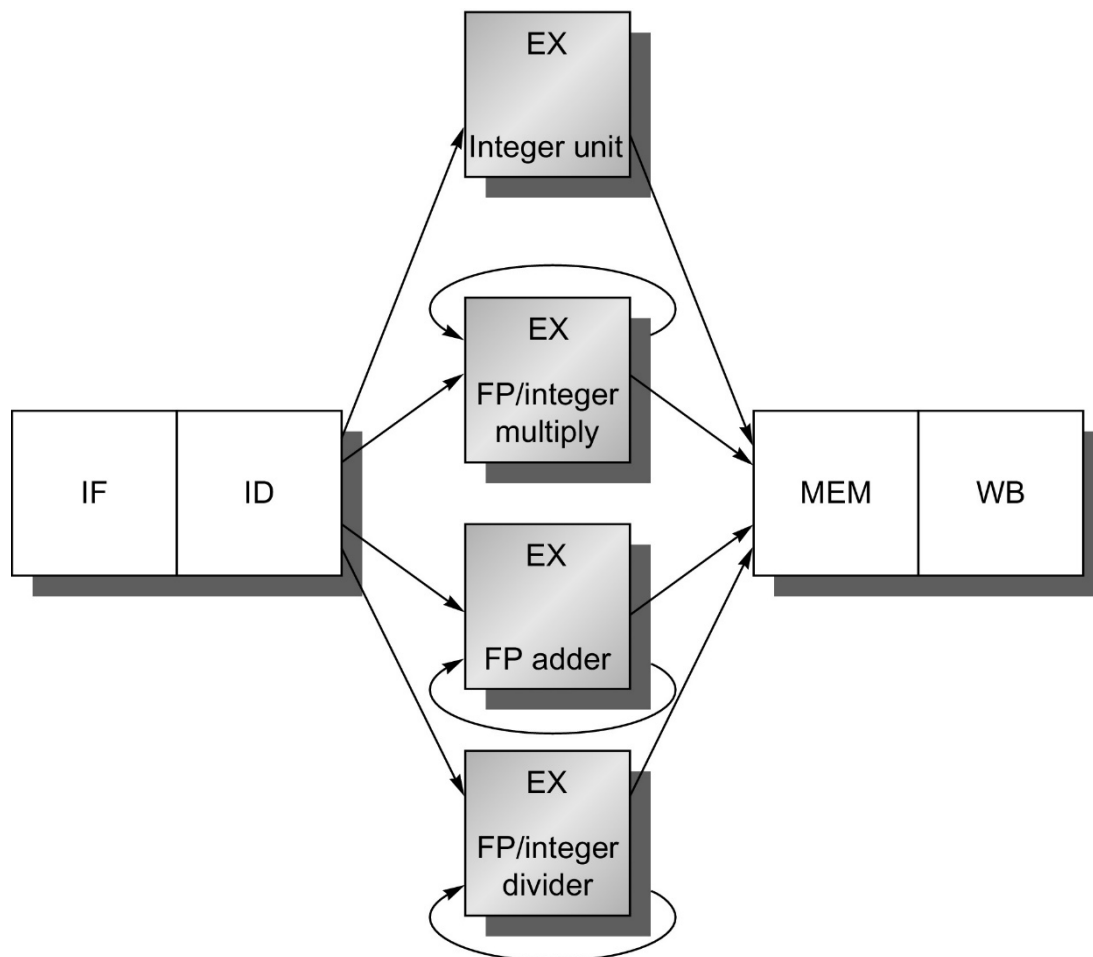 EX
Integer unit
EX
FP/integer
multiply
IF
ID
MEM
WB
EX
FP adder
EX
FP/integer
divider